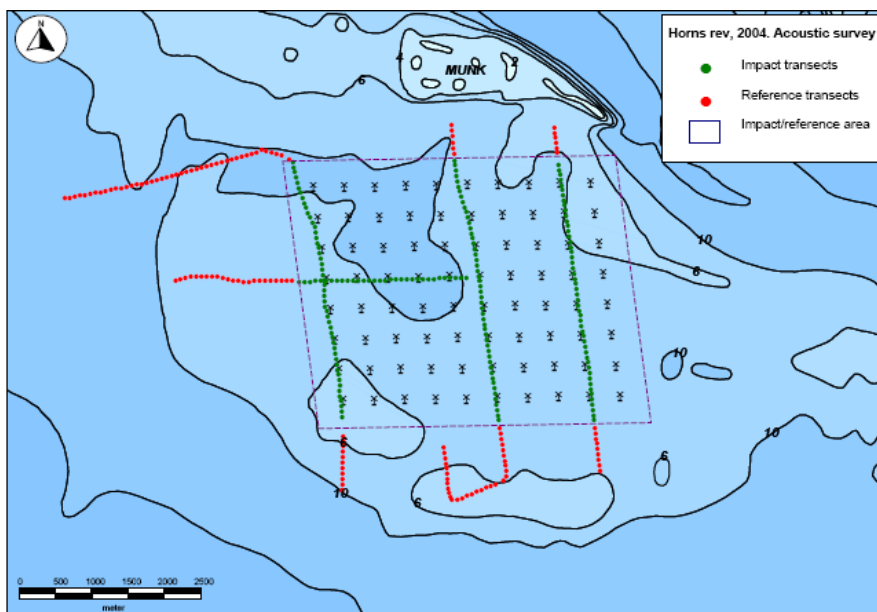 N
Horns rev, 2004. Acoustic survey
Impact transects
Reference transects
Impact/reference area
4
2
MUNK
6
10
6
10
10
6
6
10
6
0 500 1000 1500 2000 2500
meter